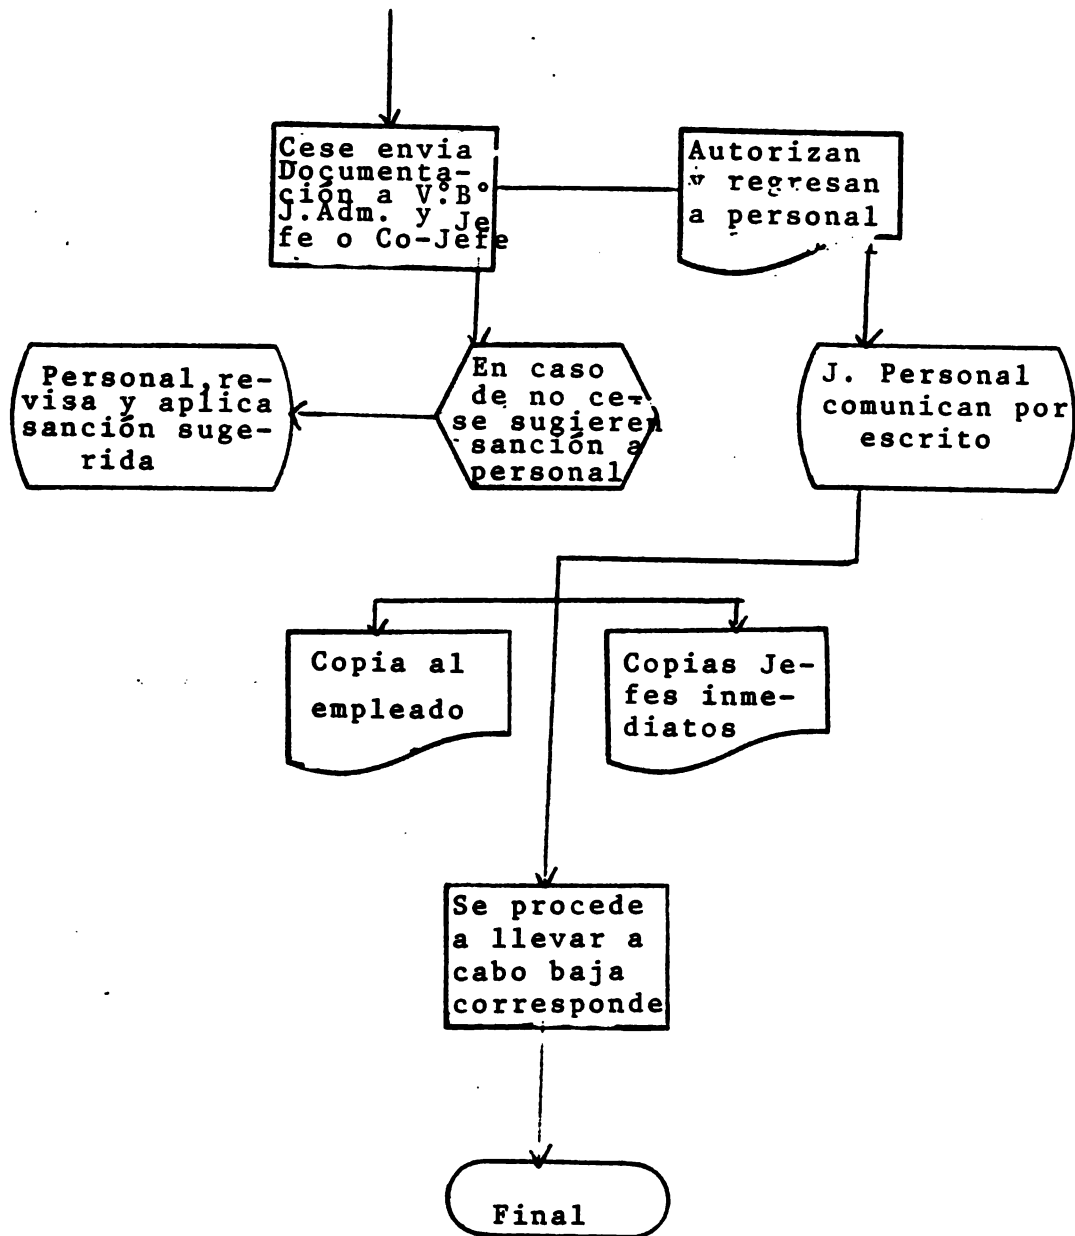 Cese envia
Documenta-
ción a V.°B°
J.Adm. y Je
fe o Co-Jefe
Autorizan
y regresan
a personal
Personal re-
visa y aplica
sanción suge-
rida
En caso
de no ce-
se sugieren
sanción a
personal
J. Personal
comunican por
escrito
Copia al
empleado
Copias Je-
fes inme-
diatos
Se procede
a llevar a
cabo baja
corresponde
Final